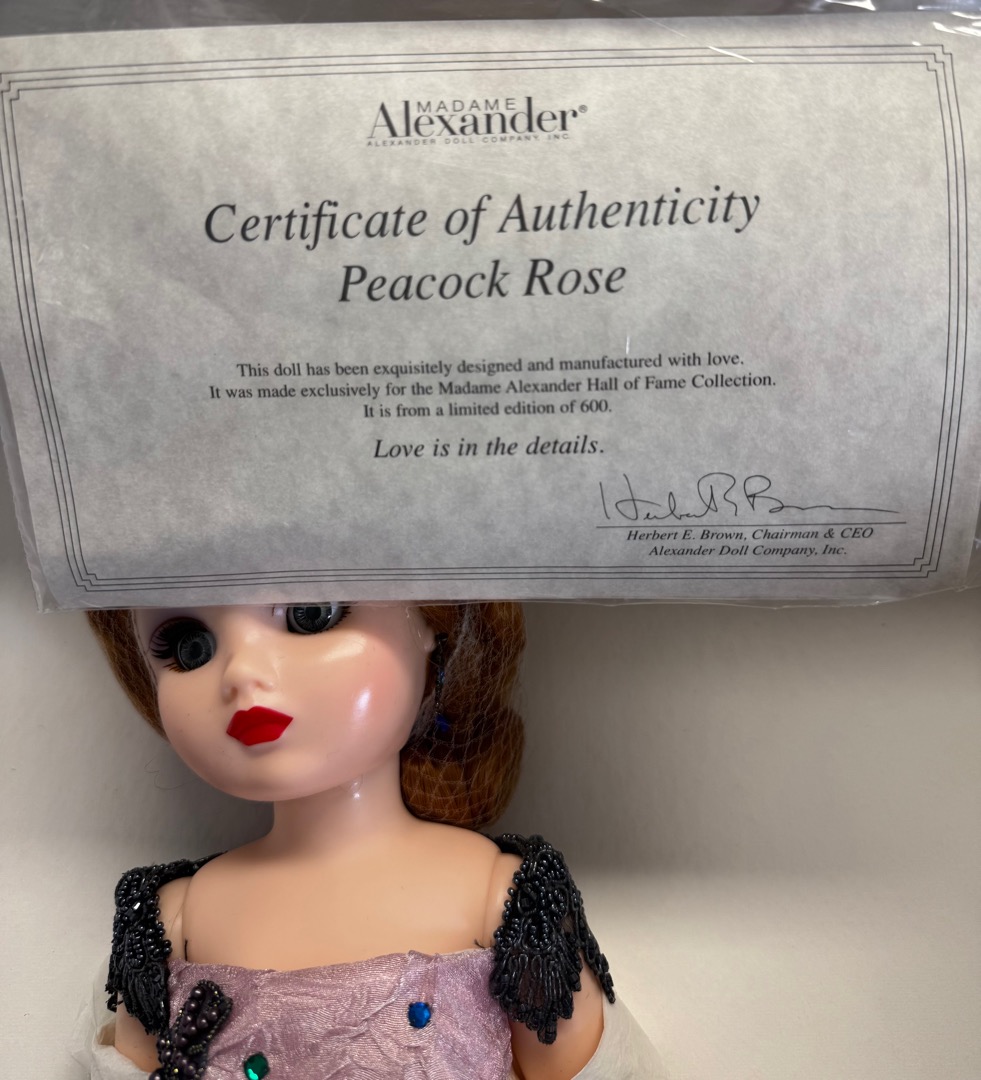 MADAME
Alexander®
ALEXANDER DOLL COMPANY, INC.
Certificate of Authenticity
Peacock Rose
This doll has been exquisitely designed and manufactured with love.
It was made exclusively for the Madame Alexander Hall of Fame Collection.
It is from a limited edition of 600.
Love is in the details.
Herbert E. Brown, Chairman & CEO
Alexander Doll Company, Inc.